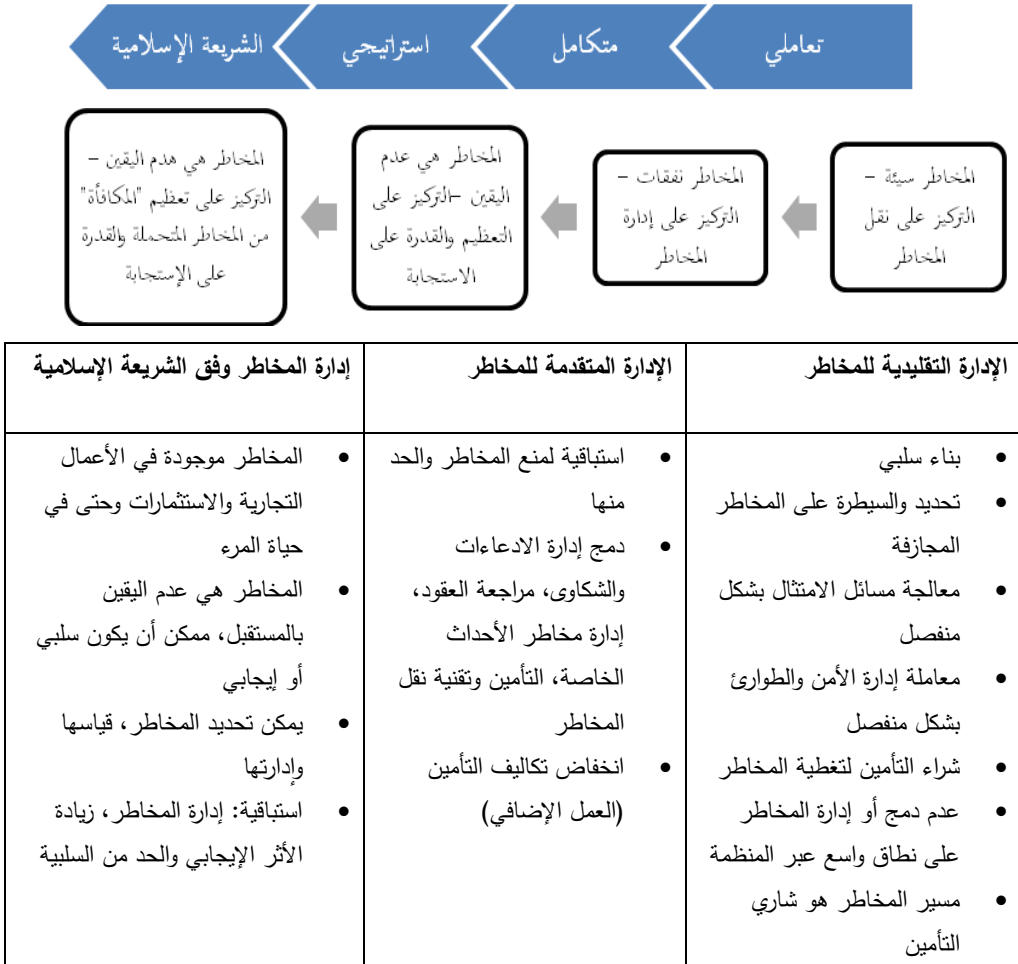 تعاملي
متكامل
استراتيجي
الشريعة الإسلامية
المخاطر سيئة –
التركيز على نقل
المخاطر
المخاطر نفقات –
التركيز على إدارة
المخاطر
المخاطر هي عدم
اليقين –التركيز على
التعظيم والقدرة على
الاستجابة
المخاطر هي هدم اليقين –
التركيز على تعظيم "المكافأة"
من المخاطر المتحملة والقدرة
على الإستجابة
الإدارة التقليدية للمخاطر
الإدارة المتقدمة للمخاطر
إدارة المخاطر وفق الشريعة الإسلامية
• بناء سلبي
• تحديد والسيطرة على المخاطر
المجازفة
• معالجة مسائل الامتثال بشكل
منفصل
• معاملة إدارة الأمن والطوارئ
بشكل منفصل
• شراء التأمين لتغطية المخاطر
• عدم دمج أو إدارة المخاطر
على نطاق واسع عبر المنظمة
• مسير المخاطر هو شاري
التأمين
• استباقية لمنع المخاطر والحد
منها
• دمج إدارة الادعاءات
والشكاوى، مراجعة العقود،
إدارة مخاطر الأحداث
الخاصة، التأمين وتقنية نقل
المخاطر
• انخفاض تكاليف التأمين
(العمل الإضافي)
• المخاطر موجودة في الأعمال
التجارية والاستثمارات وحتى في
حياة المرء
• المخاطر هي عدم اليقين
بالمستقبل، ممكن أن يكون سلبي
أو إيجابي
• يمكن تحديد المخاطر، قياسها
وإدارتها
• استباقية: إدارة المخاطر، زيادة
الأثر الإيجابي والحد من السلبية